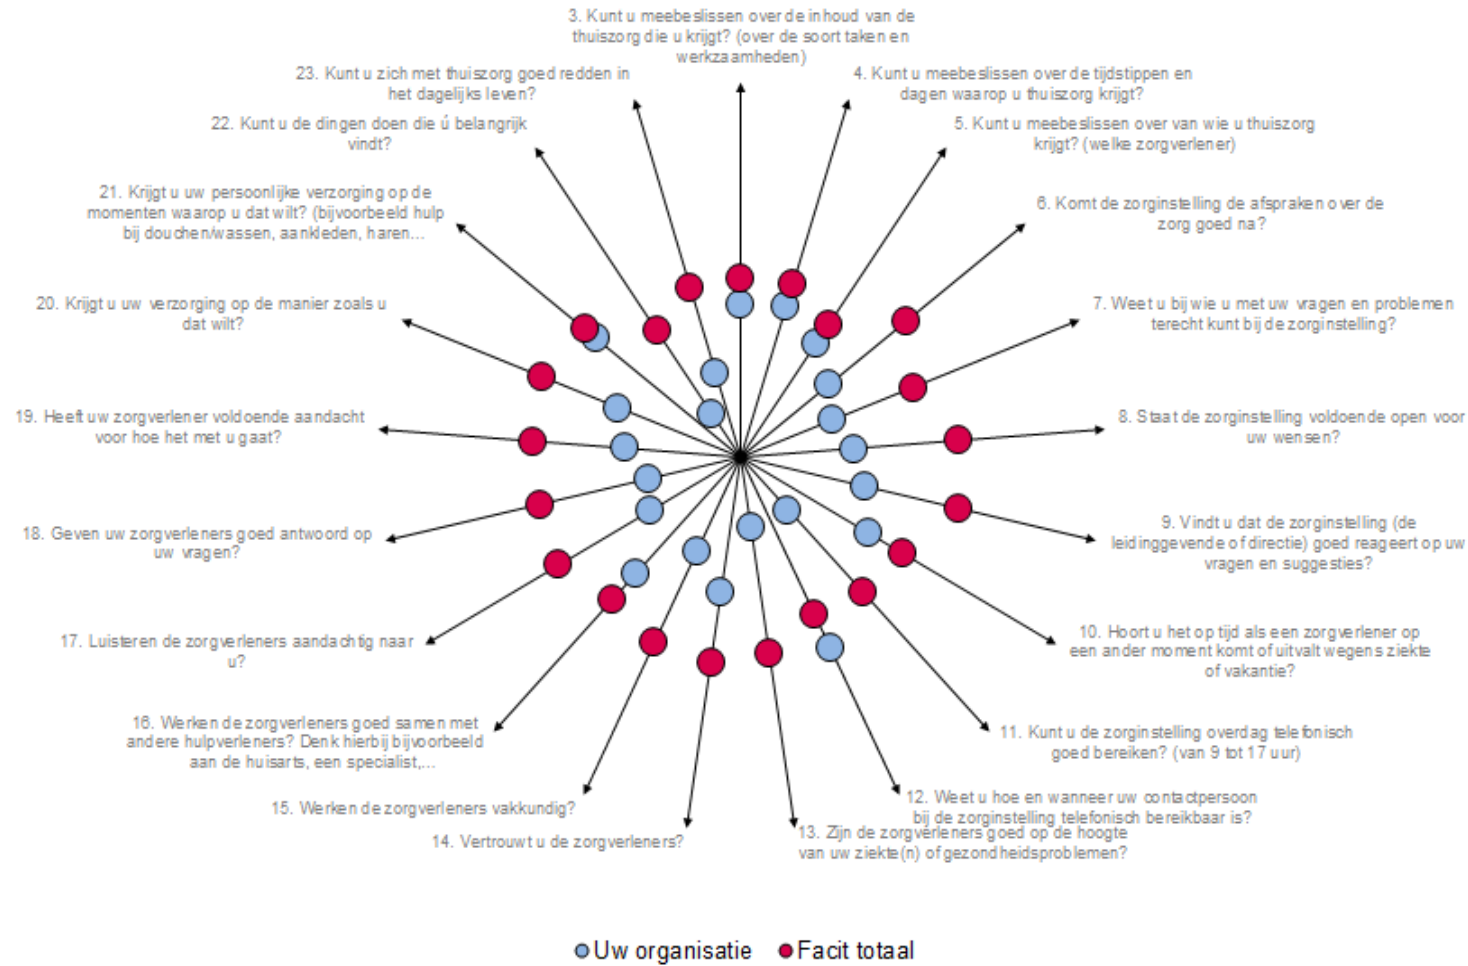 3. Kunt u meebeslissen over de inhoud van de
thuiszorg die u krijgt? (over de soort taken en
werkzaamheden)
4. Kunt u meebeslissen over de tijdstippen en
dagen waarop u thuiszorg krijgt?
5. Kunt u meebeslissen over van wie u thuiszorg
krijgt? (welke zorgverlener)
6. Komt de zorginstelling de afspraken over de
zorg goed na?
7. Weet u bij wie u met uw vragen en problemen
terecht kunt bij de zorginstelling?
8. Staat de zorginstelling voldoende open voor
uw wensen?
9. Vindt u dat de zorginstelling (de
leidinggevende of directie) goed reageert op uw
vragen en suggesties?
10. Hoort u het op tijd als een zorgverlener op
een ander moment komt of uitvalt wegens ziekte
of vakantie?
11. Kunt u de zorginstelling overdag telefonisch
goed bereiken? (van 9 tot 17 uur)
12. Weet u hoe en wanneer uw contactpersoon
bij de zorginstelling telefonisch bereikbaar is?
13. Zijn de zorgverleners goed op de hoogte
van uw ziekte(n) of gezondheidsproblemen?
14. Vertrouwt u de zorgverleners?
15. Werken de zorgverleners vakkundig?
16. Werken de zorgverleners goed samen met
andere hulpverleners? Denk hierbij bijvoorbeeld
aan de huisarts, een specialist,...
17. Luisteren de zorgverleners aandachtig naar
u?
18. Geven uw zorgverleners goed antwoord op
uw vragen?
19. Heeft uw zorgverlener voldoende aandacht
voor hoe het met u gaat?
20. Krijgt u uw verzorging op de manier zoals u
dat wilt?
21. Krijgt u uw persoonlijke verzorging op de
momenten waarop u dat wilt? (bijvoorbeeld hulp
bij douchen/wassen, aankleden, haren...
22. Kunt u de dingen doen die ú belangrijk
vindt?
23. Kunt u zich met thuiszorg goed redden in
het dagelijks leven?
Uw organisatie
Facit totaal